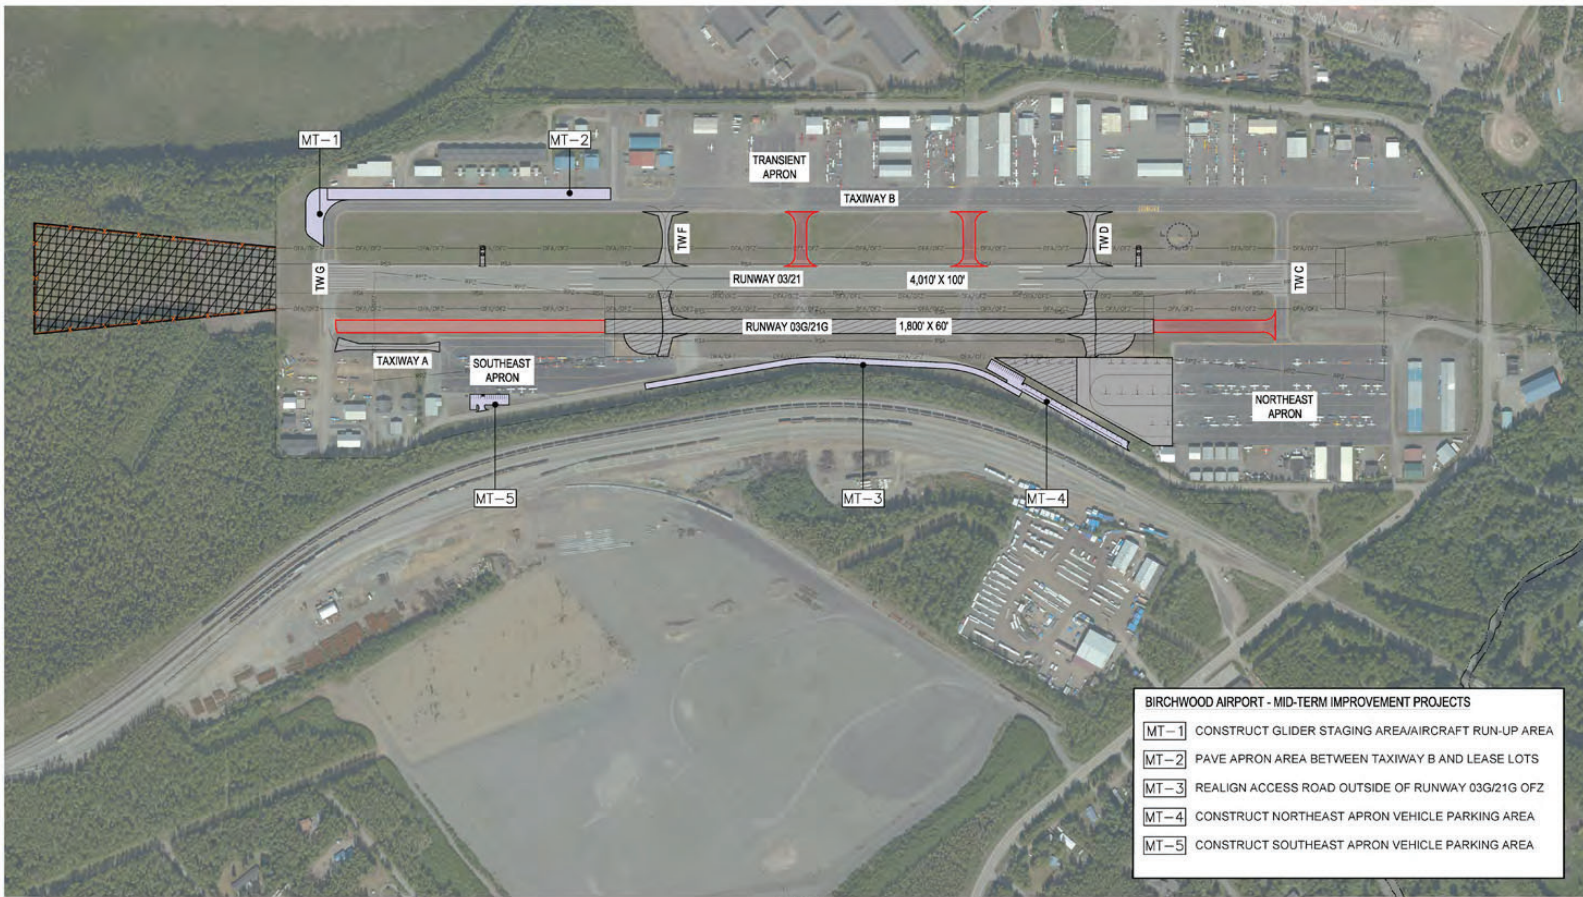 MT-1
MT-2
TRANSIENT
APRON
TAXIWAY B
TW F
TW D
TW G
TW C
RUNWAY 03/21
4,010' X 100'
RUNWAY 03G/21G
1,800' X 60'
TAXIWAY A
SOUTHEAST
APRON
NORTHEAST
APRON
MT-5
MT-3
MT-4
BIRCHWOOD AIRPORT - MID-TERM IMPROVEMENT PROJECTS
MT-1 CONSTRUCT GLIDER STAGING AREA/AIRCRAFT RUN-UP AREA
MT-2 PAVE APRON AREA BETWEEN TAXIWAY B AND LEASE LOTS
MT-3 REALIGN ACCESS ROAD OUTSIDE OF RUNWAY 03G/21G OFZ
MT-4 CONSTRUCT NORTHEAST APRON VEHICLE PARKING AREA
MT-5 CONSTRUCT SOUTHEAST APRON VEHICLE PARKING AREA